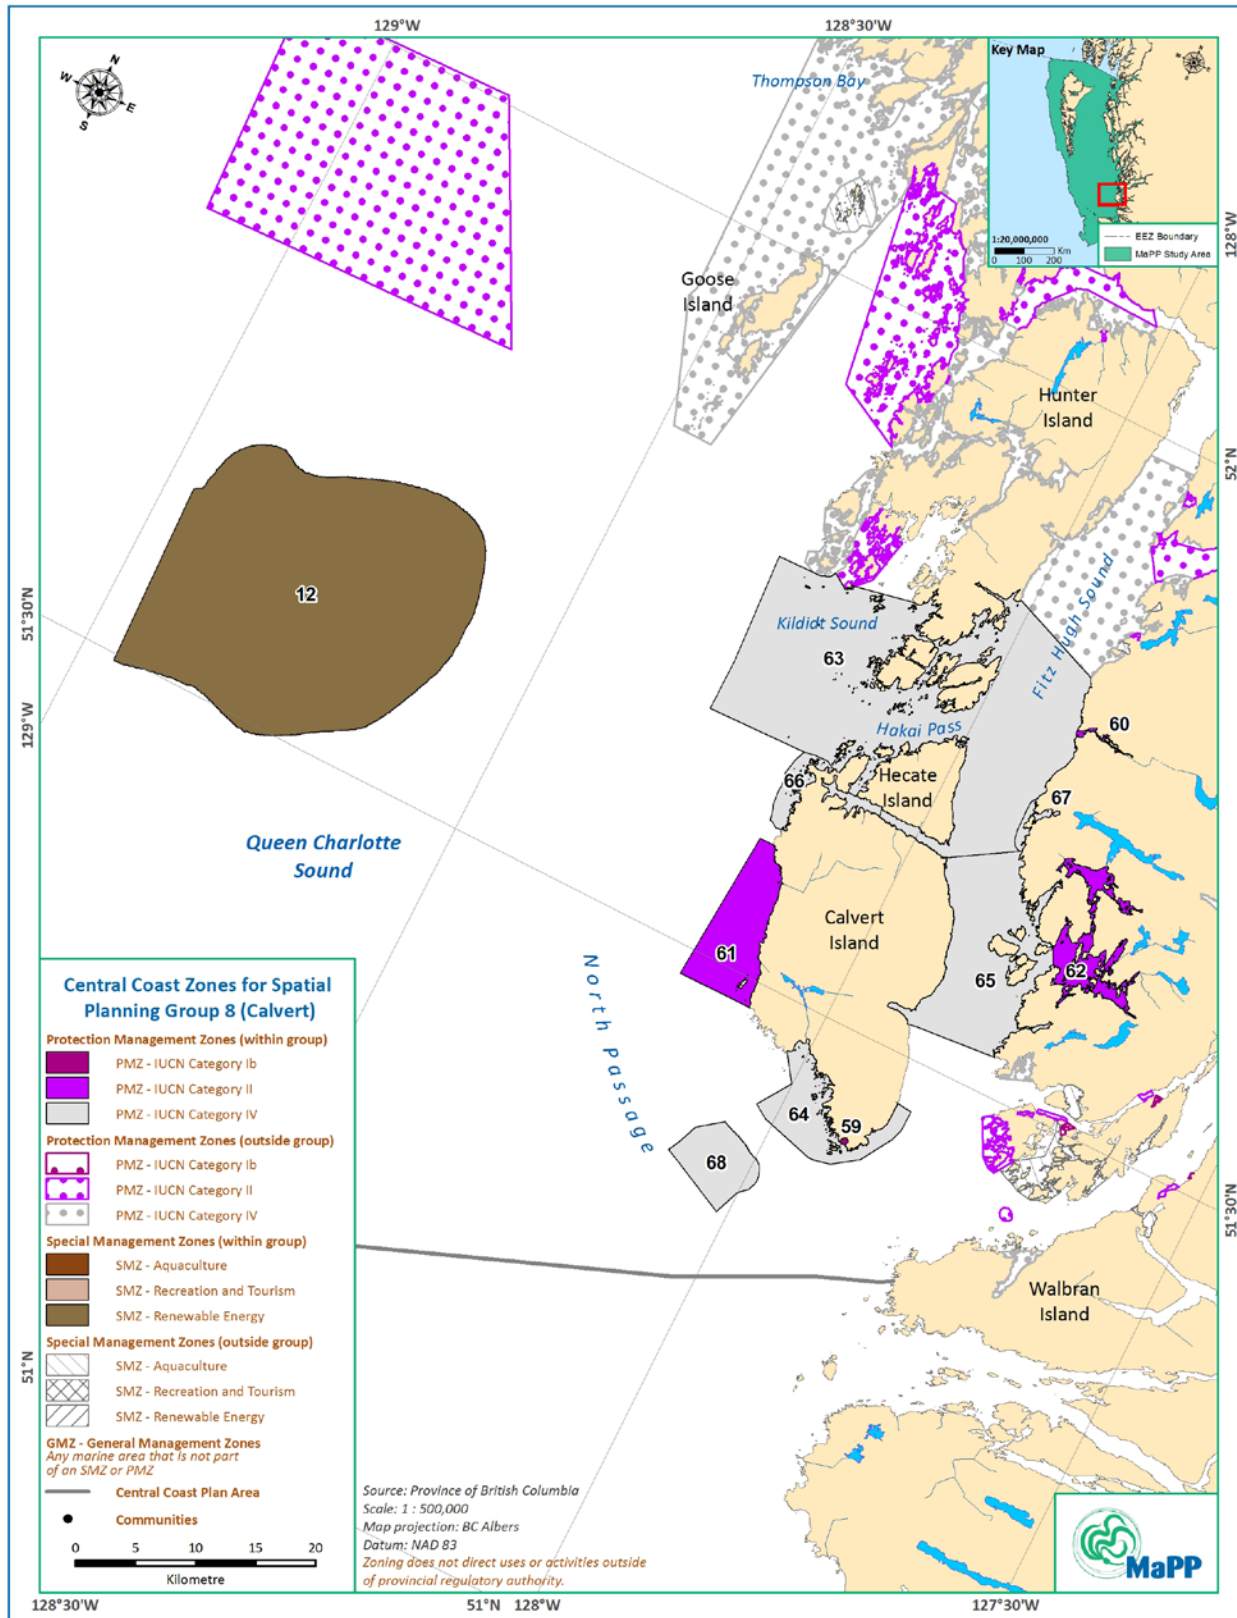 129°W
128°30'W
N
W
E
S
Thompson Bay
Key Map
1:20,000,000
0 100 200 Km
EEZ Boundary
MaPP Study Area
128°W
Goose
Island
Hunter
Island
52°N
12
51°30'N
129°W
Kildidt Sound
63
Fitz Hugh Sound
Hakai Pass
60
66
Hecate
Island
67
Queen Charlotte
Sound
Calvert
Island
61
65
62
North Passage
64
59
68
51°30'N
Walbran
Island
Central Coast Zones for Spatial
Planning Group 8 (Calvert)
Protection Management Zones (within group)
PMZ - IUCN Category Ib
PMZ - IUCN Category II
PMZ - IUCN Category IV
Protection Management Zones (outside group)
PMZ - IUCN Category Ib
PMZ - IUCN Category II
PMZ - IUCN Category IV
Special Management Zones (within group)
SMZ - Aquaculture
SMZ - Recreation and Tourism
SMZ - Renewable Energy
Special Management Zones (outside group)
SMZ - Aquaculture
SMZ - Recreation and Tourism
SMZ - Renewable Energy
GMZ - General Management Zones
Any marine area that is not part
of an SMZ or PMZ
Central Coast Plan Area
Communities
0 5 10 15 20
Kilometre
51°N
Source: Province of British Columbia
Scale: 1 : 500,000
Map projection: BC Albers
Datum: NAD 83
Zoning does not direct uses or activities outside
of provincial regulatory authority.
MaPP
128°30'W
51°N
128°W
127°30'W